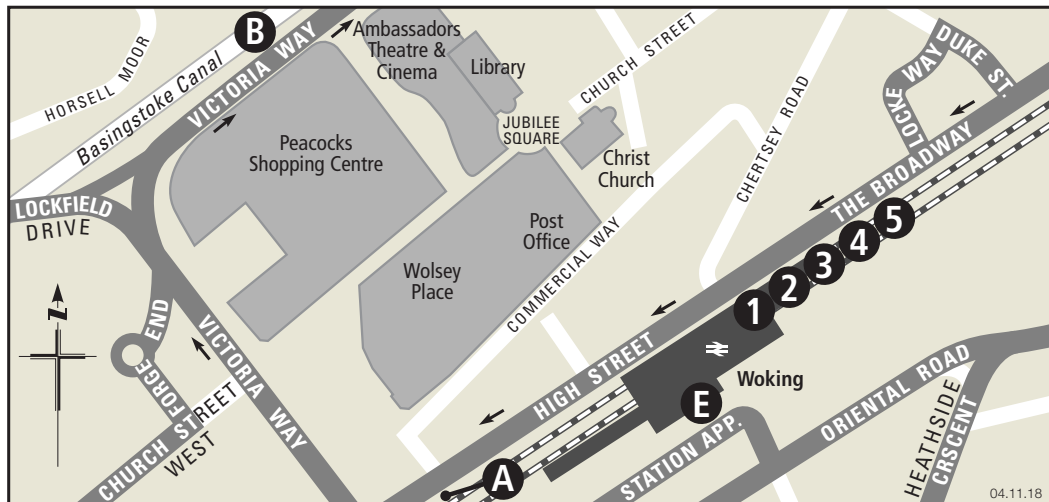 HORSELL MOOR
Basingstoke Canal
B
VICTORIA WAY
Ambassadors
Theatre &
Cinema
Library
CHURCH STREET
JUBILEE
SQUARE
Christ
Church
CHERTSEY ROAD
LOCKE WAY
DUKE ST.
THE BROADWAY
Peacocks
Shopping Centre
LOCKFIELD
DRIVE
Post
Office
Wolsey
Place
COMMERCIAL WAY
5
4
3
2
1
N
FORGE END
VICTORIA WAY
CHURCH STREET
WEST
HIGH STREET
Woking
E
A
STATION APP.
ORIENTAL ROAD
HEATHSIDE
CRSCENT
04.11.18